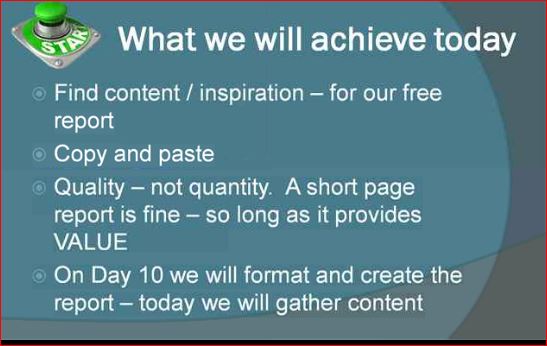 START
What we will achieve today
Find content / inspiration – for our free
report
Copy and paste
Quality – not quantity.  A short page
report is fine – so long as it provides
VALUE
On Day 10 we will format and create the
report – today we will gather content